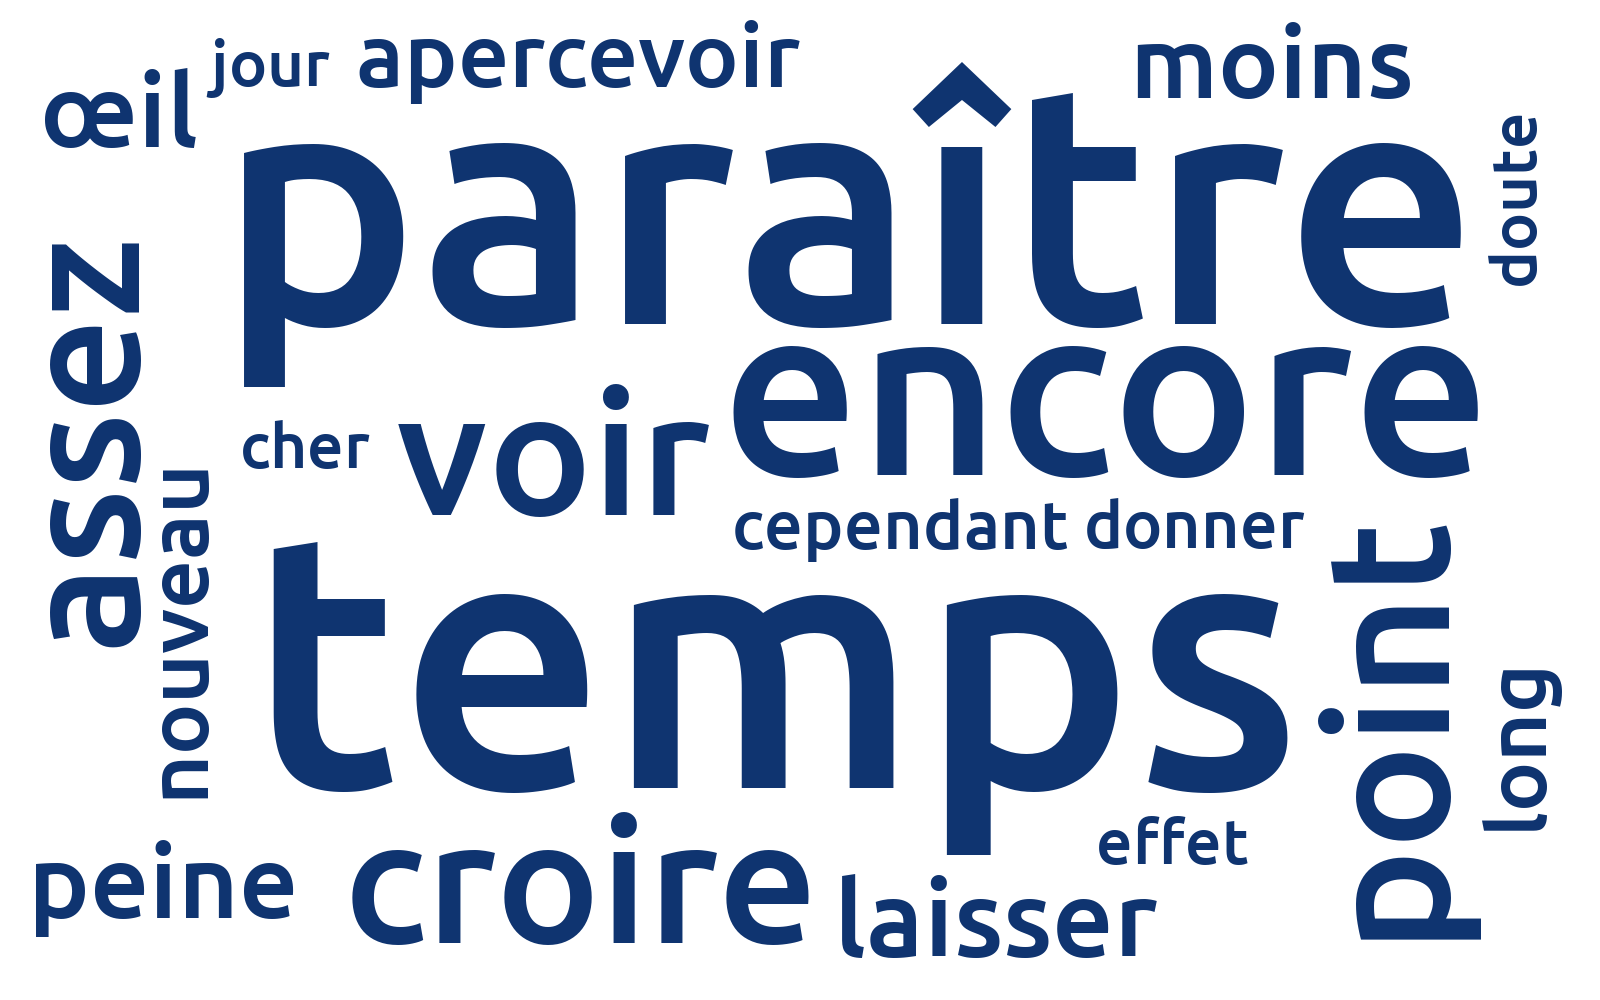 œil
jour
apercevoir
moins
paraître
doute
assez
encore
cher
voir
nouveau
cependant
donner
temps
point
long
peine
croire
effet
laisser